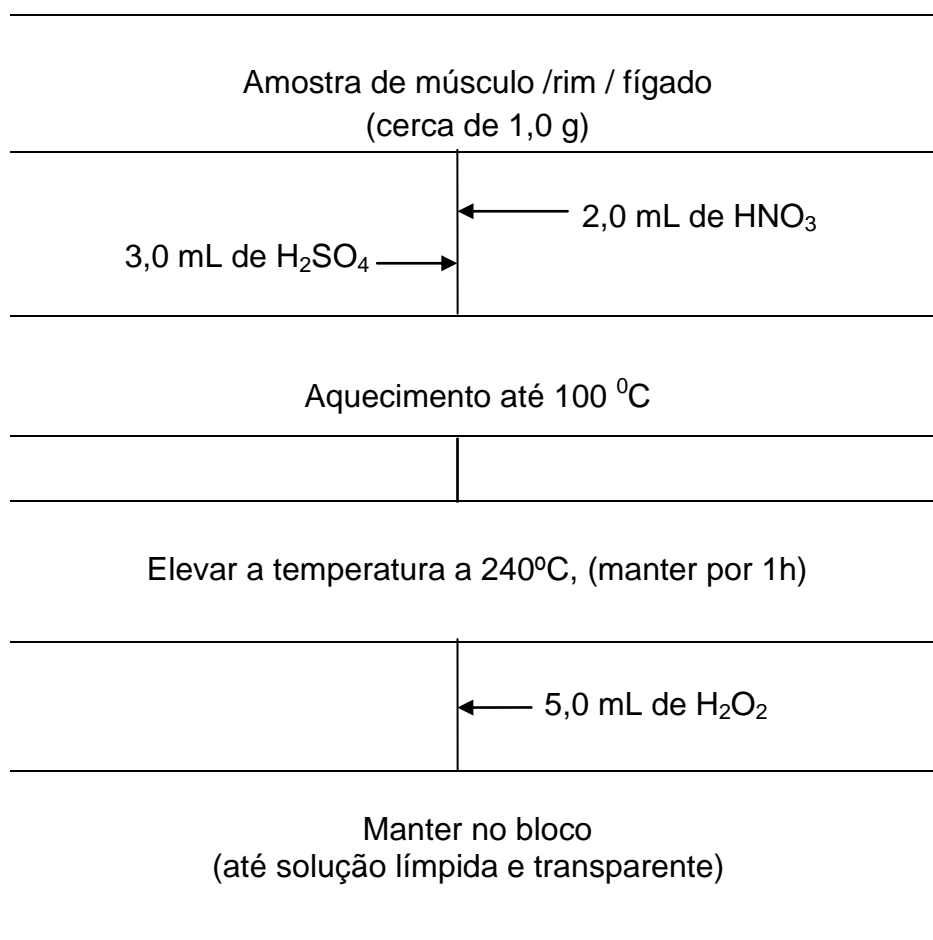 Amostra de músculo /rim / fígado
(cerca de 1,0 g)
2,0 mL de HNO₃
3,0 mL de H₂SO₄
Aquecimento até 100 ⁰C
Elevar a temperatura a 240ºC, (manter por 1h)
5,0 mL de H₂O₂
Manter no bloco
(até solução límpida e transparente)